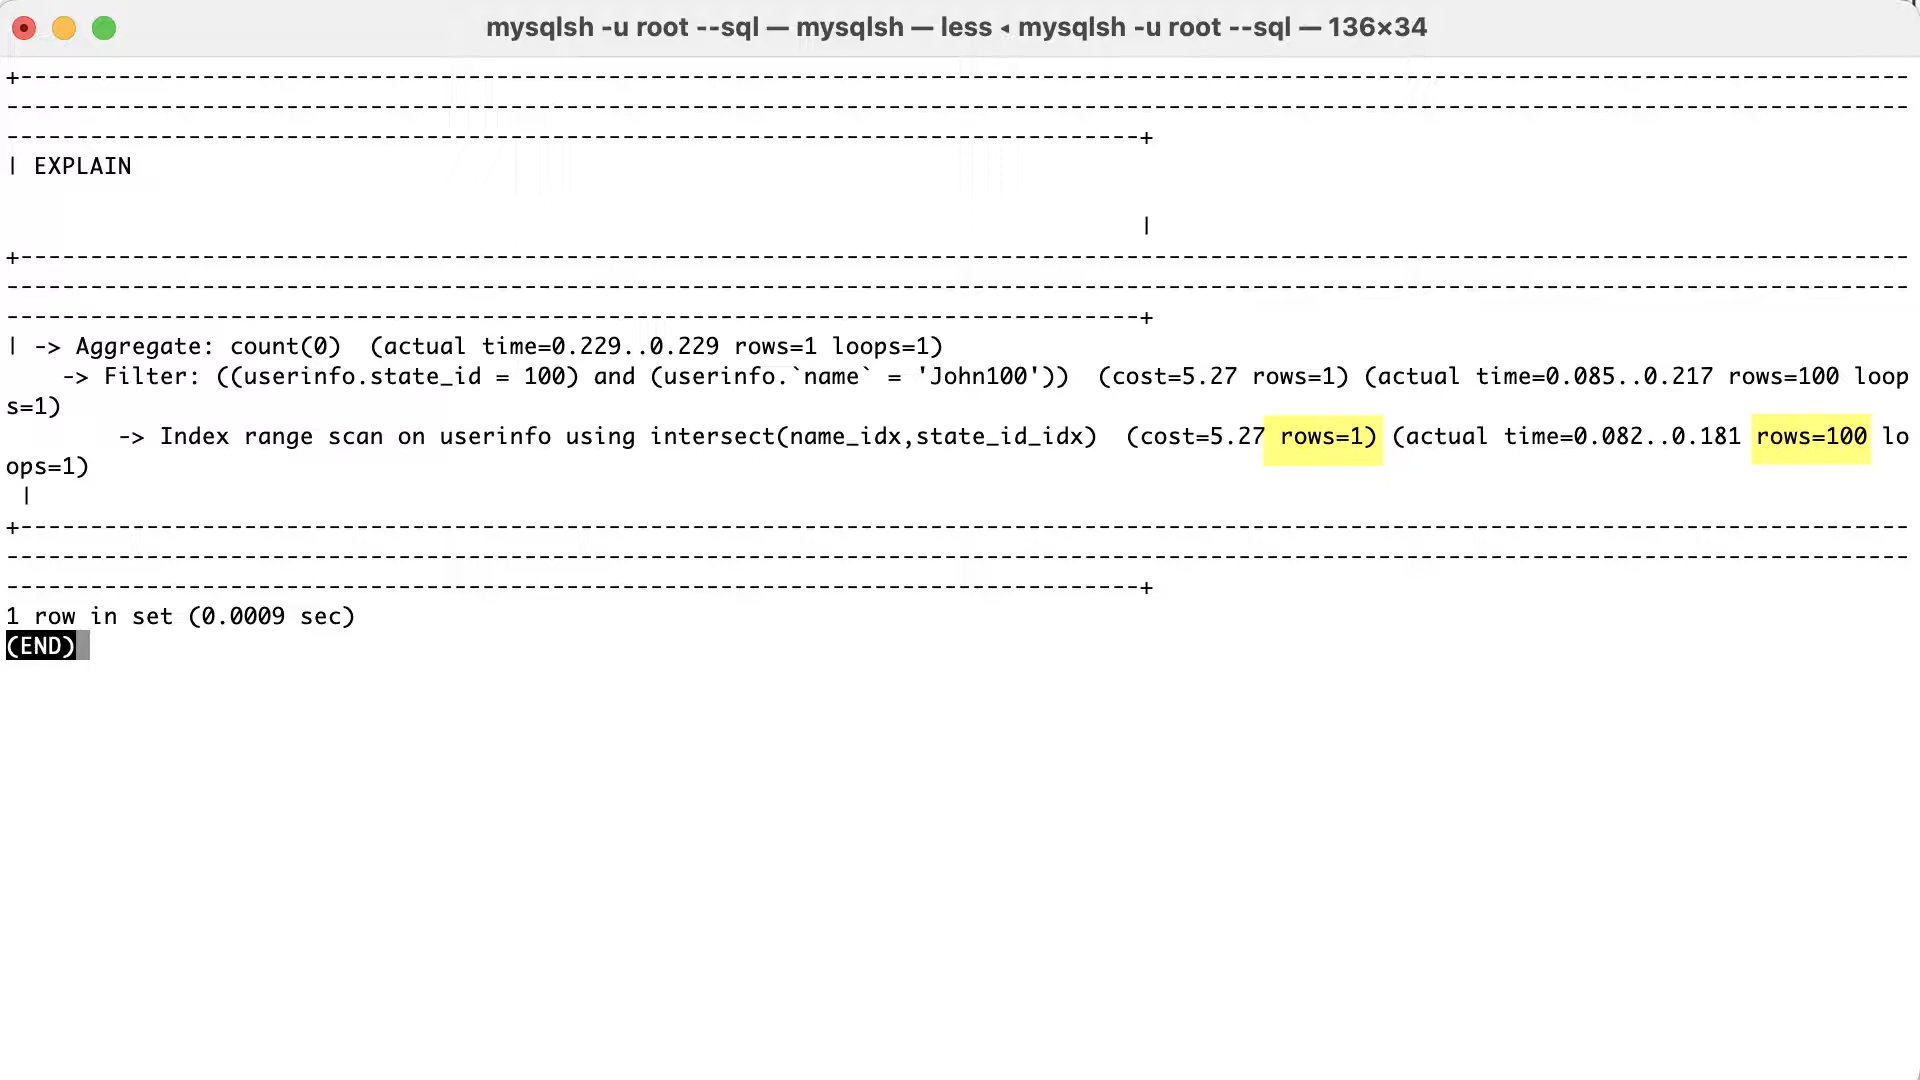 mysqlsh -u root --sql — mysqlsh — less ◂ mysqlsh -u root --sql — 136×34
+---------------------------------------------------------------------------------------------------------------------------------------
----------------------------------------------------------------------------------------------------------------------------------------
---------------------------------------------------------------------------------+
| EXPLAIN
|
+---------------------------------------------------------------------------------------------------------------------------------------
----------------------------------------------------------------------------------------------------------------------------------------
---------------------------------------------------------------------------------+
| -> Aggregate: count(0)  (actual time=0.229..0.229 rows=1 loops=1)
    -> Filter: ((userinfo.state_id = 100) and (userinfo.`name` = 'John100'))  (cost=5.27 rows=1) (actual time=0.085..0.217 rows=100 loop
s=1)
        -> Index range scan on userinfo using intersect(name_idx,state_id_idx)  (cost=5.27 rows=1) (actual time=0.082..0.181 rows=100 lo
ops=1)
 |
+---------------------------------------------------------------------------------------------------------------------------------------
----------------------------------------------------------------------------------------------------------------------------------------
---------------------------------------------------------------------------------+
1 row in set (0.0009 sec)
(END)